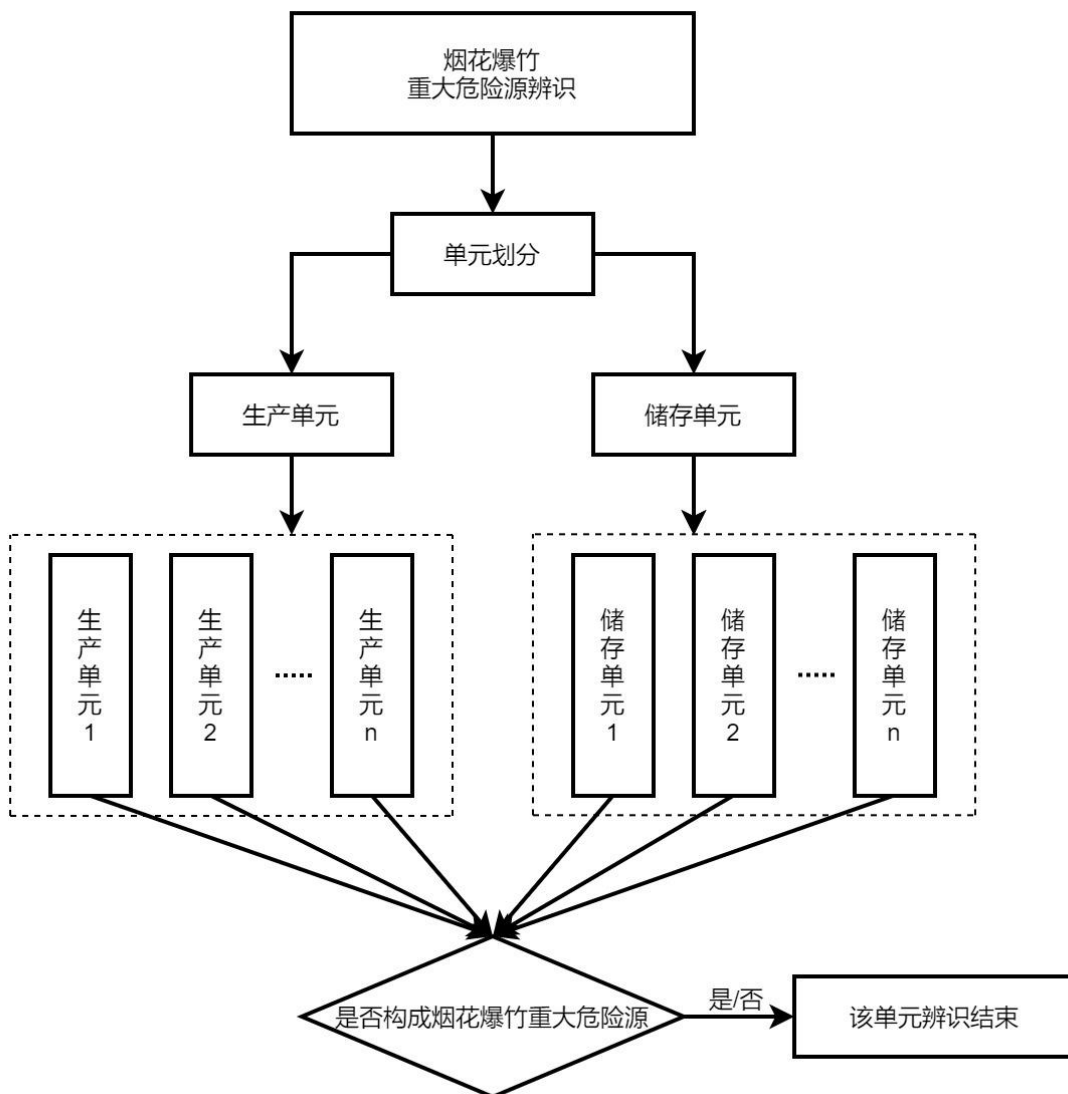 烟花爆竹
重大危险源辨识
单元划分
生产单元
储存单元
生产单元1
生产单元2
......
生产单元n
储存单元1
储存单元2
......
储存单元n
是否构成烟花爆竹重大危险源
是/否
该单元辨识结束